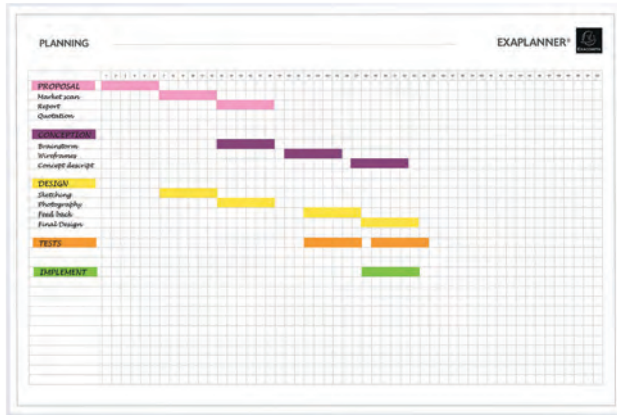 PLANNING
EXAPLANNER®
PROPOSAL
Market scan
Report
Quotation
CONCEPTION
Brainstorm
Wireframes
Concept descript
DESIGN
Sketching
Photography
Feed back
Final Design
TESTS
IMPLEMENT